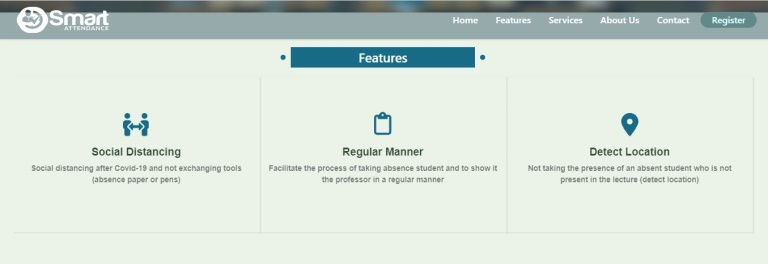 Smart
ATTENDANCE
Home Features Services About Us Contact Register
Features
Social Distancing
Social distancing after Covid-19 and not exchanging tools
(absence paper or pens)
Regular Manner
Facilitate the process of taking absence student and to show it
the professor in a regular manner
Detect Location
Not taking the presence of an absent student who is not
present in the lecture (detect location)